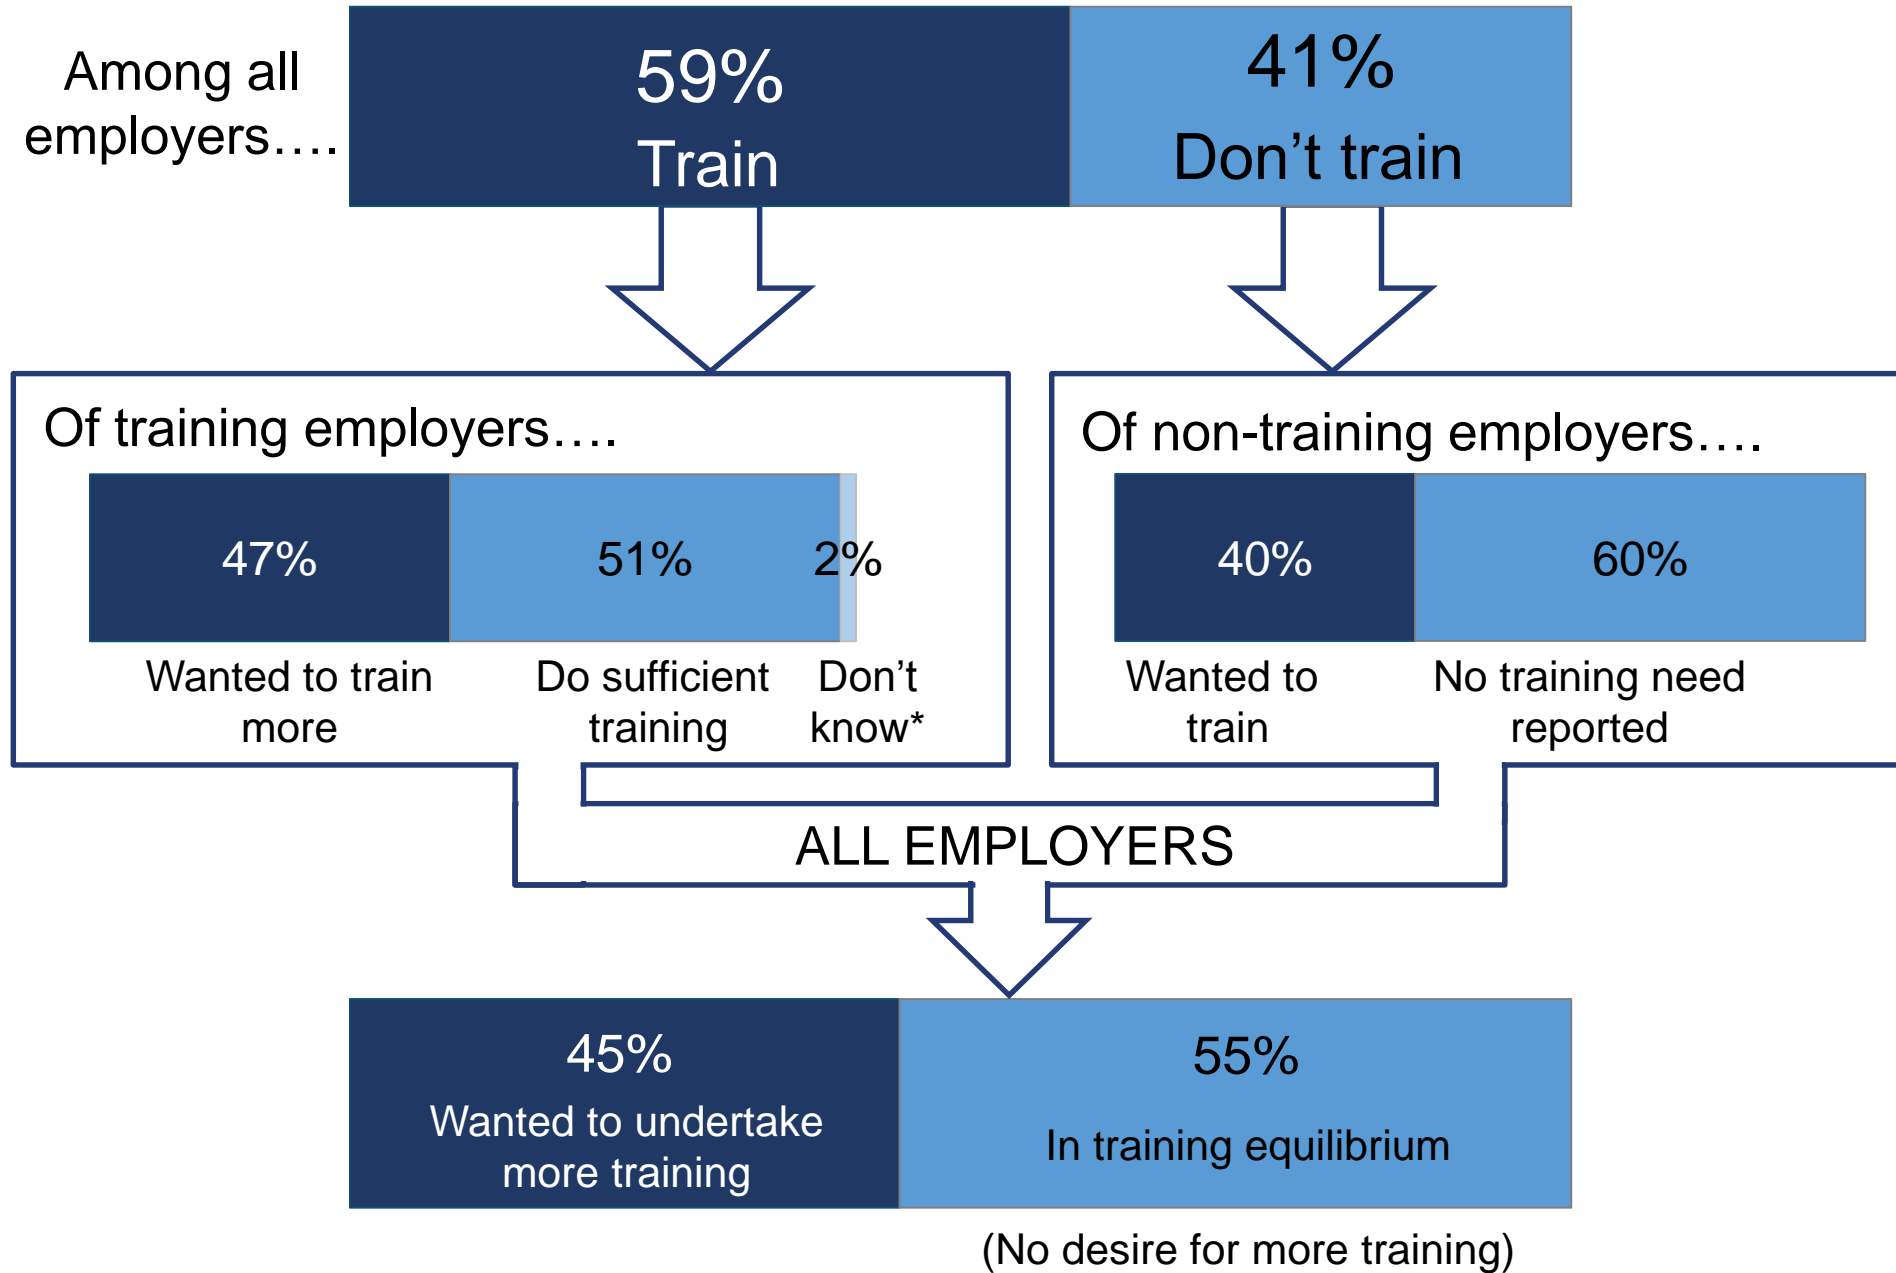 Among all
employers….
59%
Train
41%
Don’t train
Of training employers….
47%
51%
2%
Wanted to train
more
Do sufficient
training
Don’t
know*
Of non-training employers….
40%
60%
Wanted to
train
No training need
reported
ALL EMPLOYERS
45%
Wanted to undertake
more training
55%
In training equilibrium
(No desire for more training)